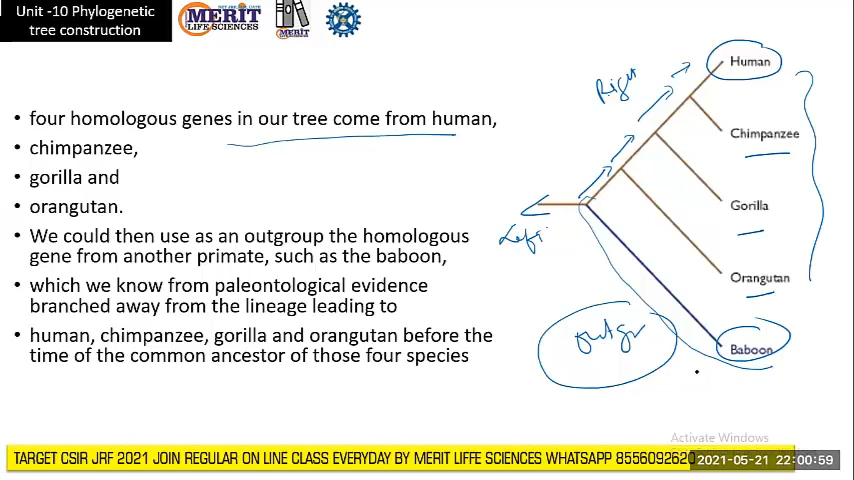 Unit -10 Phylogenetic
tree construction
MERIT
LIFE SCIENCES
MERIT
• four homologous genes in our tree come from human,
• chimpanzee,
• gorilla and
• orangutan.
• We could then use as an outgroup the homologous
gene from another primate, such as the baboon,
• which we know from paleontological evidence
branched away from the lineage leading to
• human, chimpanzee, gorilla and orangutan before the
time of the common ancestor of those four species
Right
Left
Human
Chimpanzee
Gorilla
Orangutan
outgr
Baboon
Activate Windows
TARGET CSIR JRF 2021 JOIN REGULAR ON LINE CLASS EVERYDAY BY MERIT LIFFE SCIENCES WHATSAPP 8556092620
2021-05-21 22:00:59